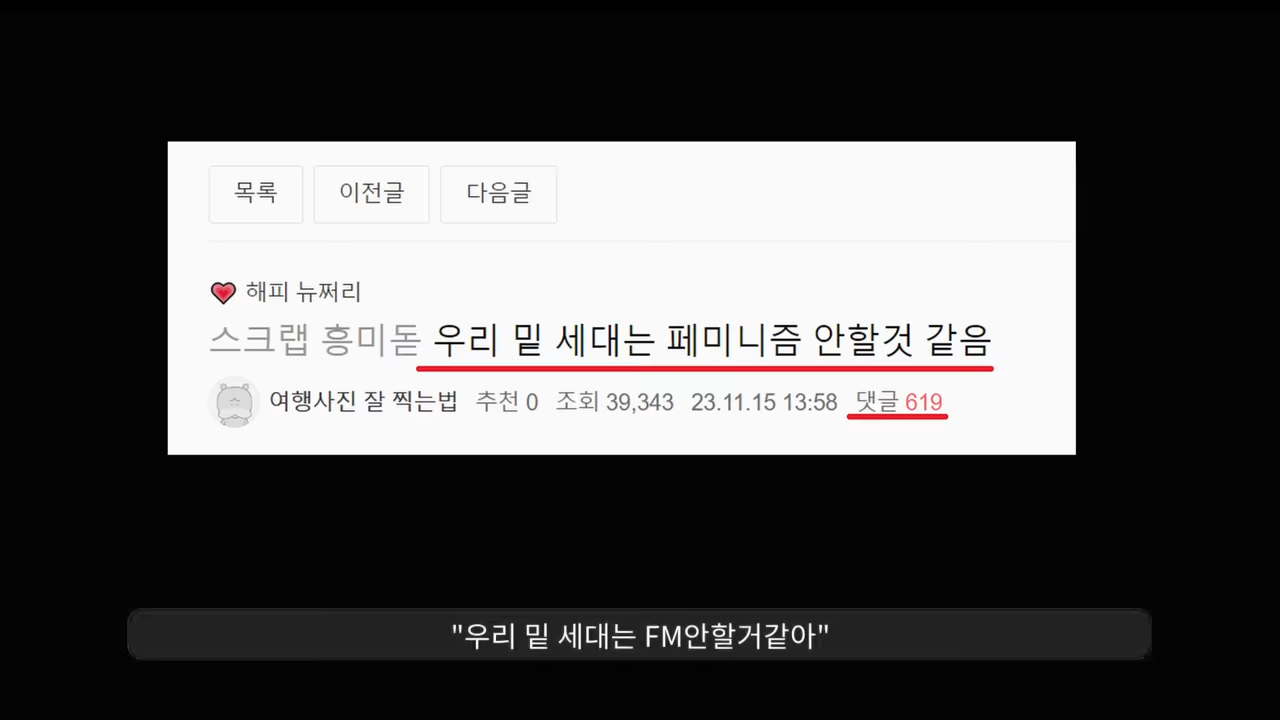 목록 이전글 다음글
해피 뉴쩌리
스크랩 흥미돋 우리 밑 세대는 페미니즘 안할것 같음
여행사진 잘 찍는법 추천 0 조회 39,343 23.11.15 13:58 댓글 619
"우리 밑 세대는 FM안할거같아"